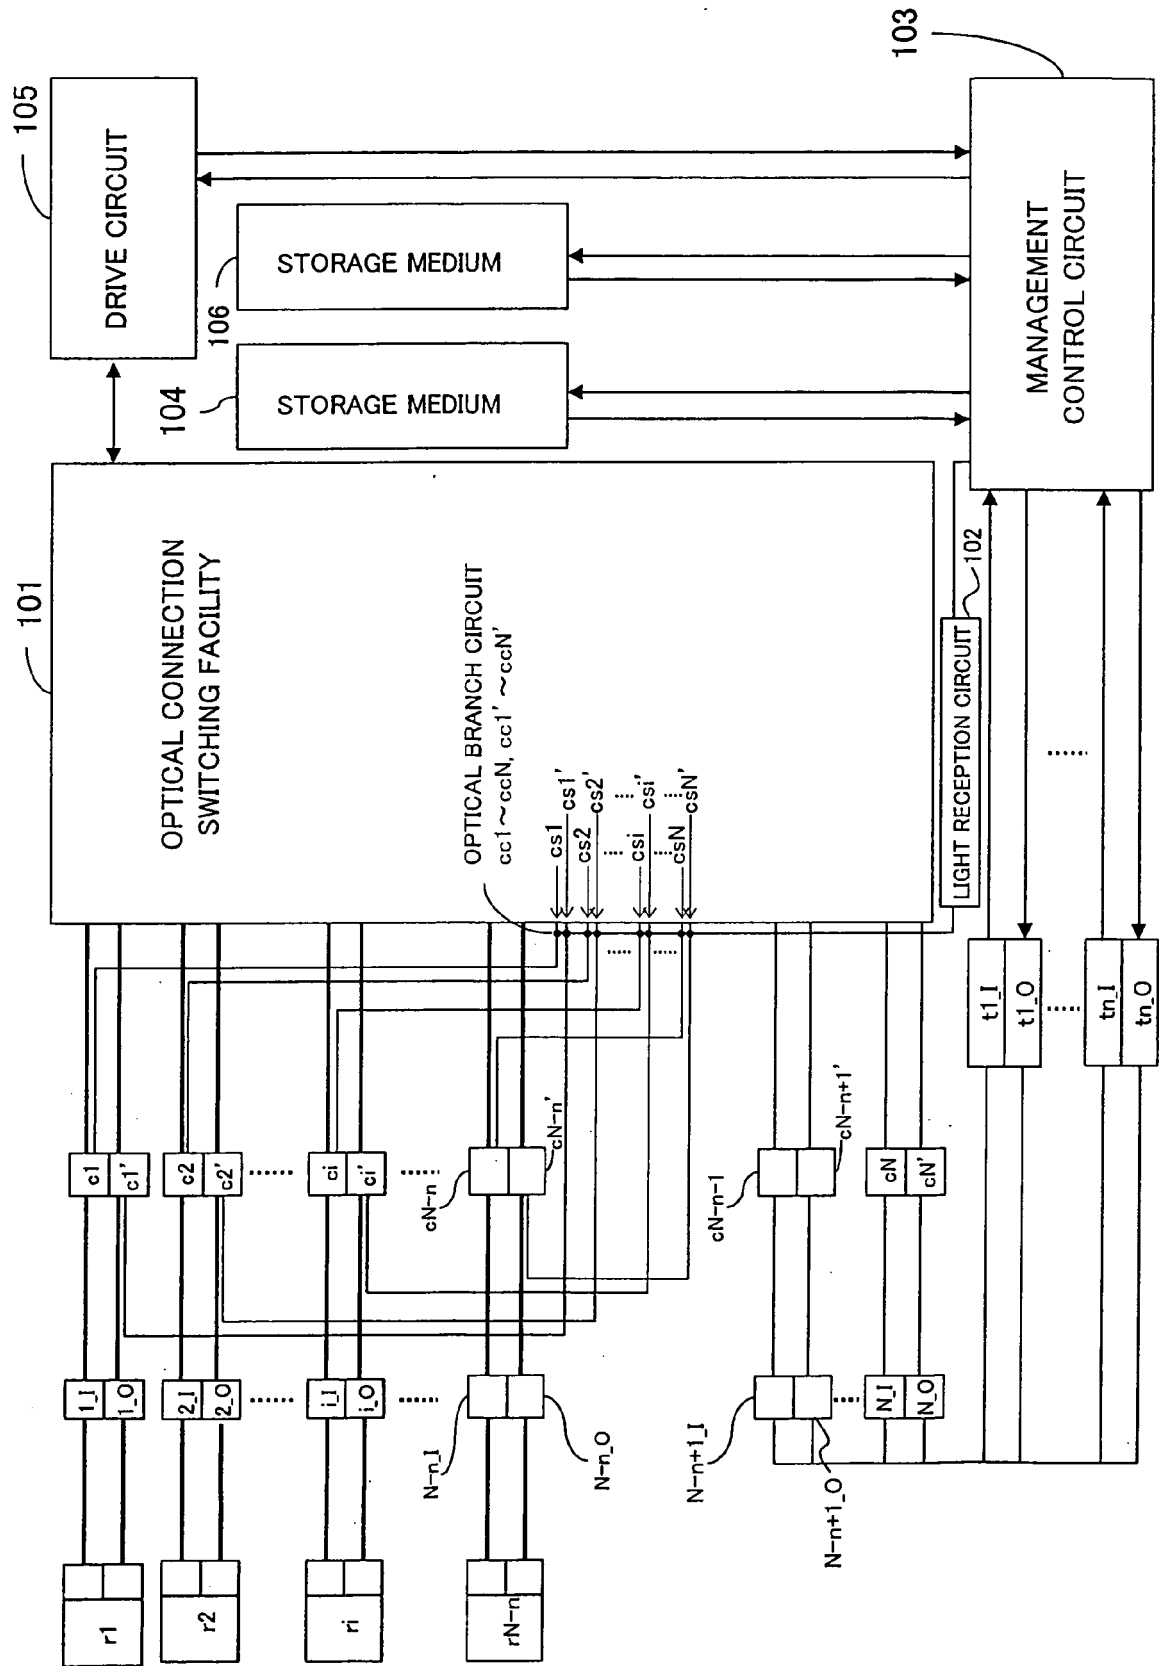 101
OPTICAL CONNECTION
SWITCHING FACILITY
105
DRIVE CIRCUIT
104
STORAGE MEDIUM
106
STORAGE MEDIUM
103
MANAGEMENT
CONTROL CIRCUIT
OPTICAL BRANCH CIRCUIT
cc1~ccN, cc1'~ccN'
cs1
cs1'
cs2
cs2'
csi
csi'
csN
csN'
LIGHT RECEPTION CIRCUIT
102
r1
1_I
1_O
c1
c1'
r2
2_I
2_O
c2
c2'
ri
i_I
i_O
ci
ci'
rN-n
N-n_I
N-n_O
cN-n
cN-n'
N-n+1_I
N-n+1_O
cN-n-1
cN-n+1'
N_I
N_O
cN
cN'
t1_I
t1_O
tn_I
tn_O